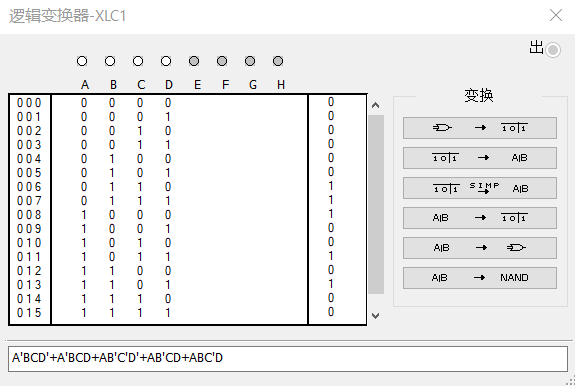 逻辑变换器-XLC1
出
A B C D E F G H
000 0 0 0 0 0
001 0 0 0 1 0
002 0 0 1 0 0
003 0 0 1 1 0
004 0 1 0 0 0
005 0 1 0 1 0
006 0 1 1 0 1
007 0 1 1 1 1
008 1 0 0 0 1
009 1 0 0 1 0
010 1 0 1 0 0
011 1 0 1 1 1
012 1 1 0 0 0
013 1 1 0 1 1
014 1 1 1 0 0
015 1 1 1 1 0
变换
→ 10|1
10|1 → A|B
10|1 SIMP → A|B
A|B → 10|1
A|B →
A|B → NAND
A'BCD'+A'BCD+AB'C'D'+AB'CD+ABC'D